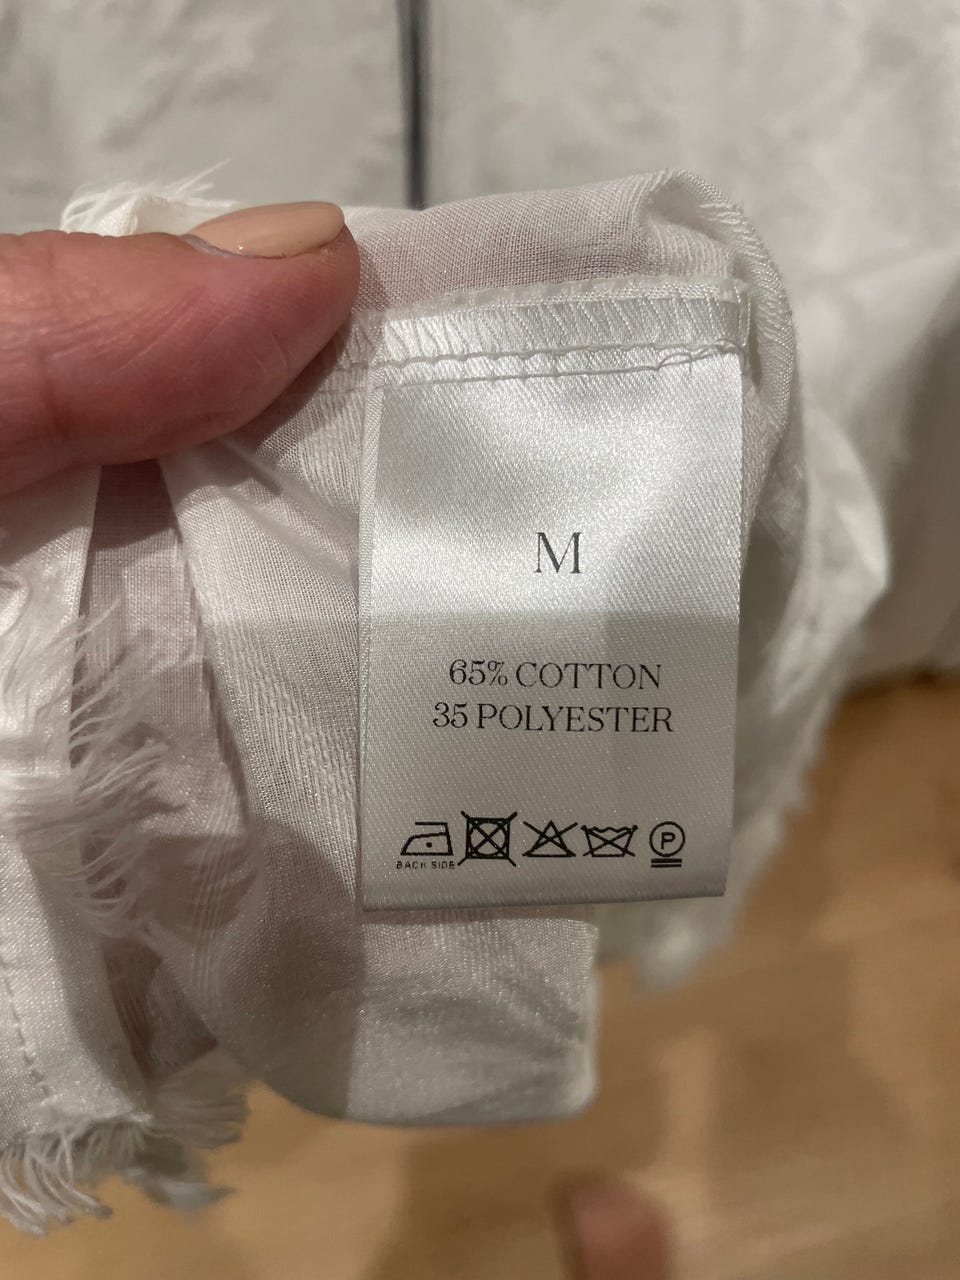 M
65% COTTON
35 POLYESTER
BACK SIDE
P